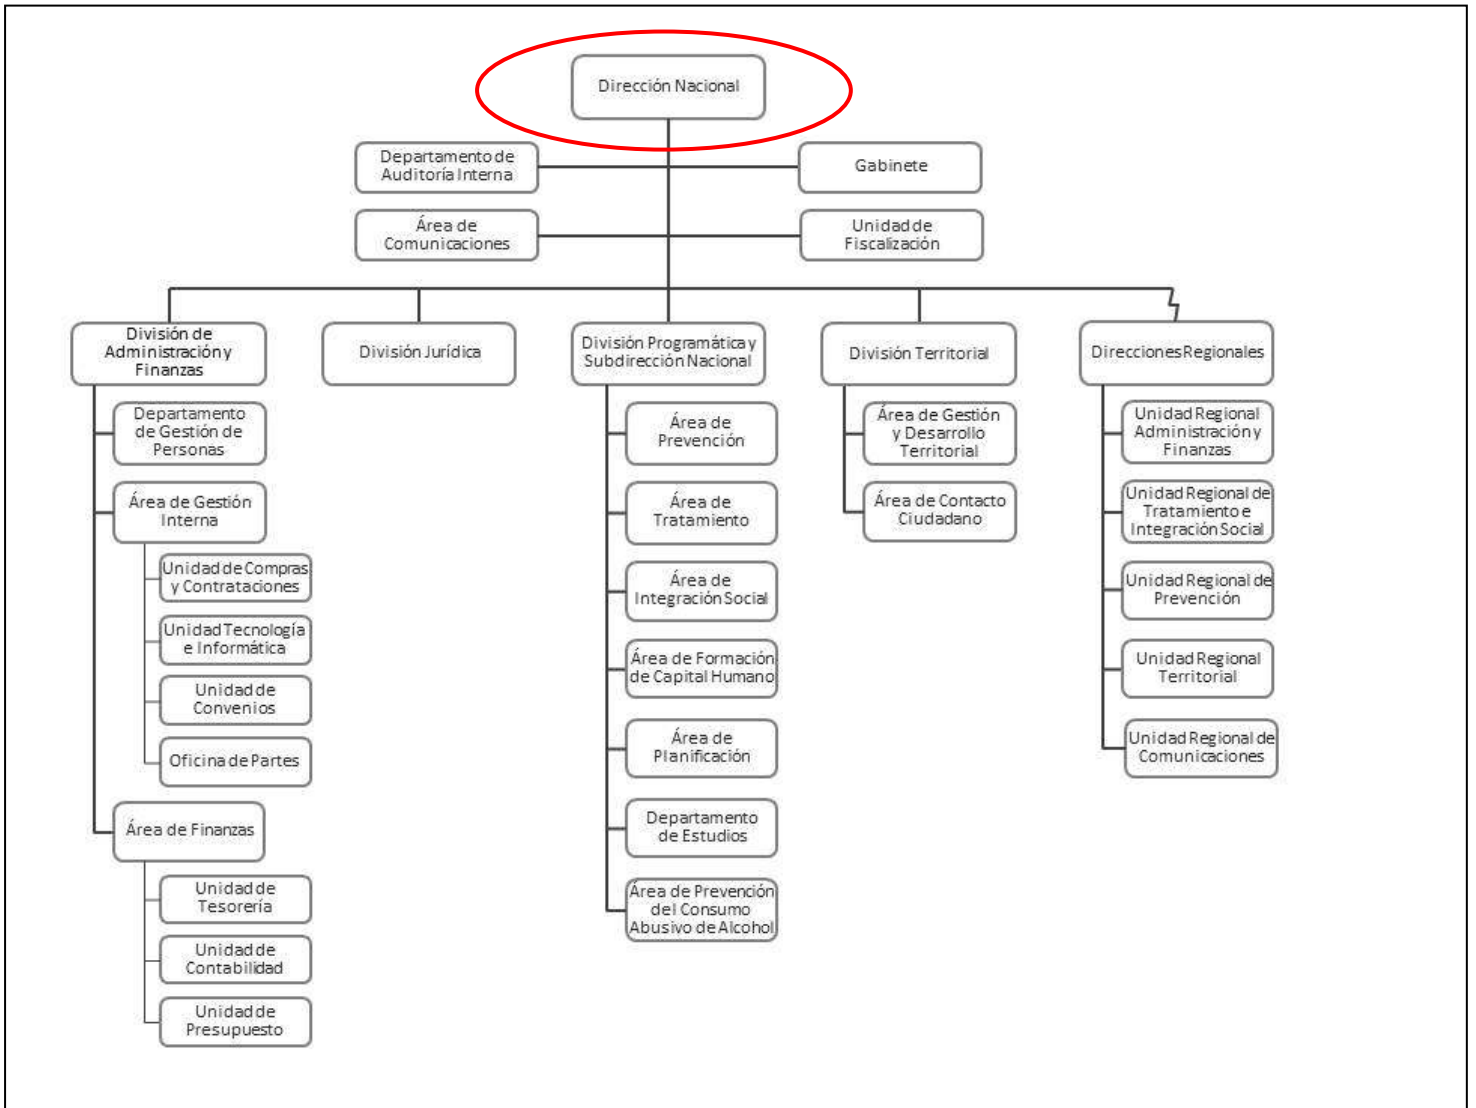 Dirección Nacional
Departamento de
Auditoría Interna
Gabinete
Área de
Comunicaciones
Unidad de
Fiscalización
División de
Administración y
Finanzas
División Jurídica
División Programática y
Subdirección Nacional
División Territorial
Direcciones Regionales
Departamento
de Gestión de
Personas
Área de Gestión
Interna
Unidad de Compras
y Contrataciones
Unidad Tecnología
e Informática
Unidad de
Convenios
Oficina de Partes
Área de Finanzas
Unidad de
Tesorería
Unidad de
Contabilidad
Unidad de
Presupuesto
Área de
Prevención
Área de
Tratamiento
Área de
Integración Social
Área de Formación
de Capital Humano
Área de
Planificación
Departamento
de Estudios
Área de Prevención
del Consumo
Abusivo de Alcohol
Área de Gestión
y Desarrollo
Territorial
Área de Contacto
Ciudadano
Unidad Regional
Administración y
Finanzas
Unidad Regional de
Tratamiento e
Integración Social
Unidad Regional de
Prevención
Unidad Regional
Territorial
Unidad Regional de
Comunicaciones